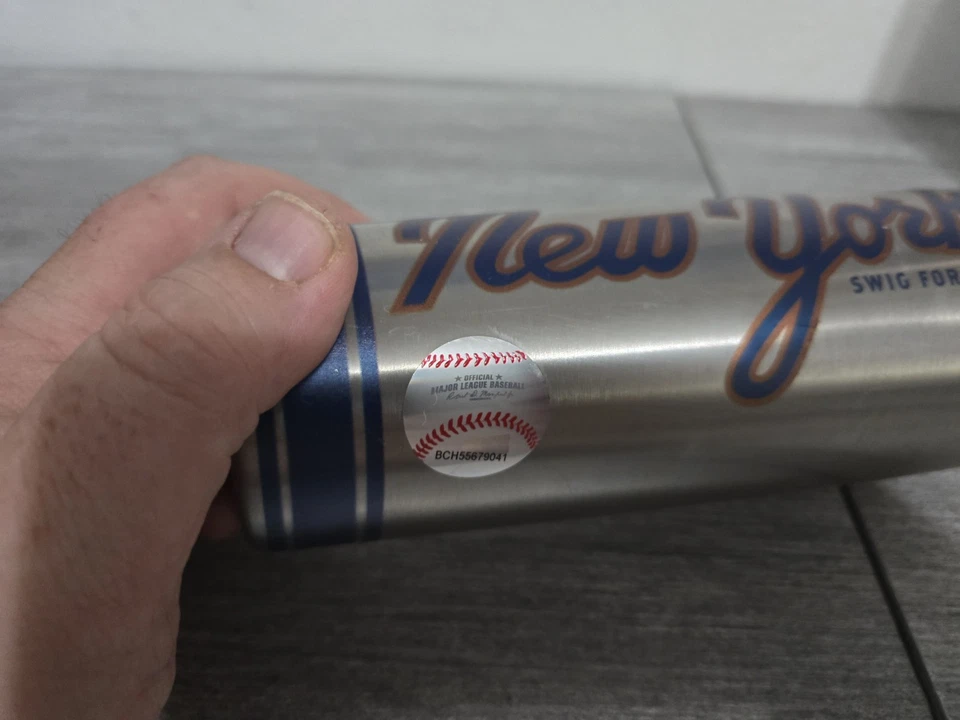 New York
SWIG FOR
★ OFFICIAL ★
MAJOR LEAGUE BASEBALL
BCH55679041